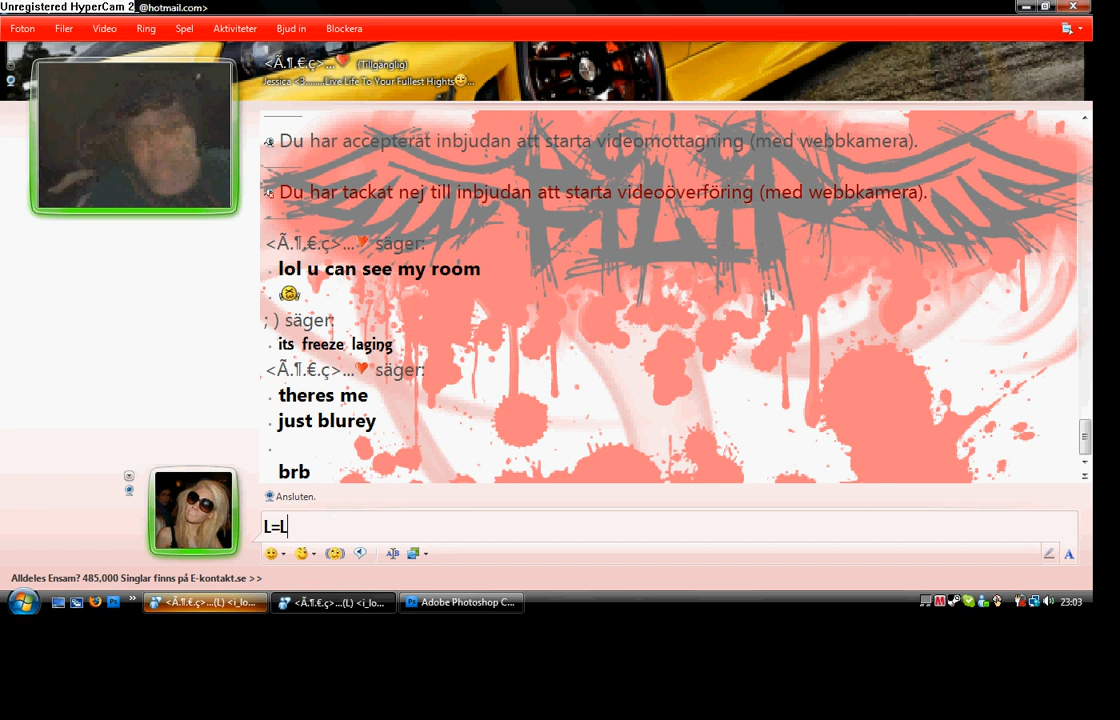 Unregistered HyperCam 2 _@hotmail.com>
Foton Filer Video Ring Spel Aktiviteter Bjud in Blockera
<Ã.¶.€.ç>...❤ (Tillgänglig)
Jessica <3.......Live Life To Your Fullest Hights😊...
Du har accepterat inbjudan att starta videomottagning (med webbkamera).
Du har tackat nej till inbjudan att starta videoöverföring (med webbkamera).
<Ã.¶.€.ç>...❤ säger:
lol u can see my room
; ) säger:
its freeze laging
<Ã.¶.€.ç>...❤ säger:
theres me
just blurey
brb
Ansluten.
L=L
Alldeles Ensam? 485,000 Singlar finns på E-kontakt.se >>
<Ã.¶.€.ç>...(L) <i_lo... <Ã.¶.€.ç>...(L) <i_lo... Adobe Photoshop C... 23:03